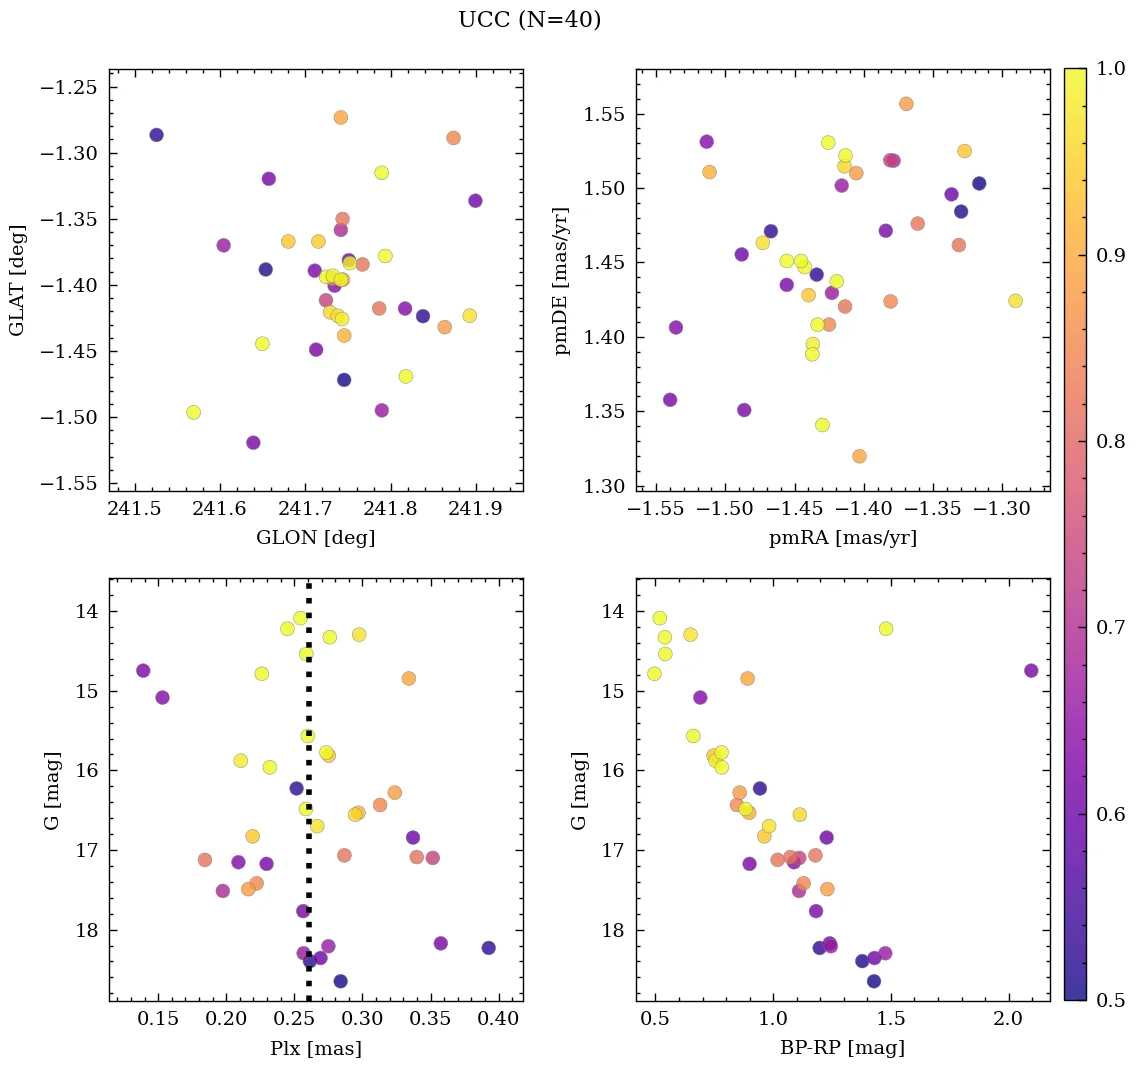 UCC (N=40)
−1.25
−1.30
−1.35
−1.40
−1.45
−1.50
−1.55
GLAT [deg]
241.5 241.6 241.7 241.8 241.9
GLON [deg]
1.55
1.50
1.45
1.40
1.35
1.30
pmDE [mas/yr]
−1.55 −1.50 −1.45 −1.40 −1.35 −1.30
pmRA [mas/yr]
14
15
16
17
18
G [mag]
0.15 0.20 0.25 0.30 0.35 0.40
Plx [mas]
14
15
16
17
18
G [mag]
0.5 1.0 1.5 2.0
BP-RP [mag]
1.0
0.9
0.8
0.7
0.6
0.5